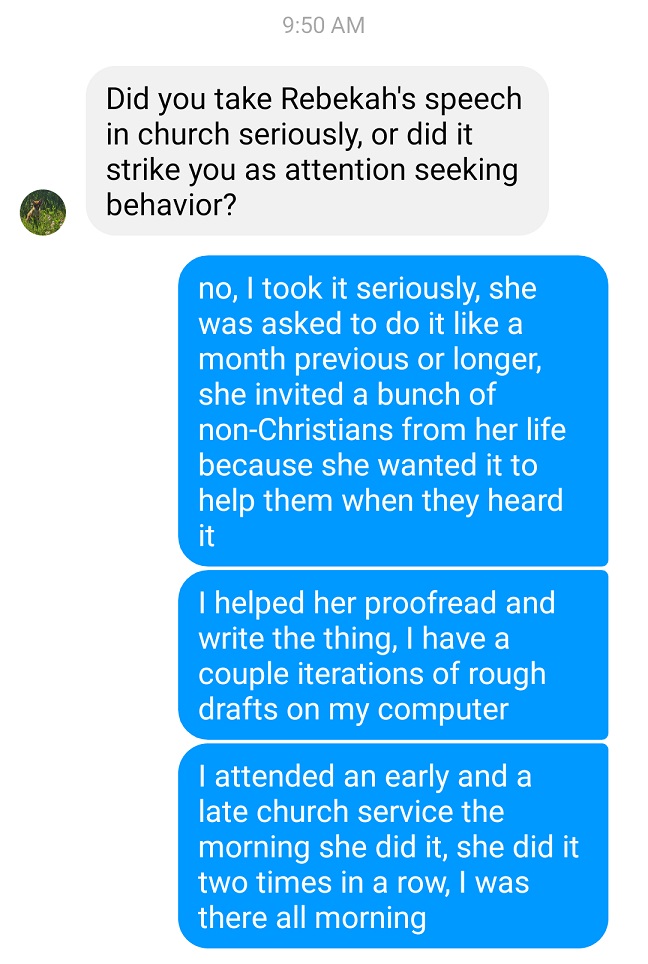 9:50 AM
Did you take Rebekah's speech
in church seriously, or did it
strike you as attention seeking
behavior?
no, I took it seriously, she
was asked to do it like a
month previous or longer,
she invited a bunch of
non-Christians from her life
because she wanted it to
help them when they heard
it
I helped her proofread and
write the thing, I have a
couple iterations of rough
drafts on my computer
I attended an early and a
late church service the
morning she did it, she did it
two times in a row, I was
there all morning